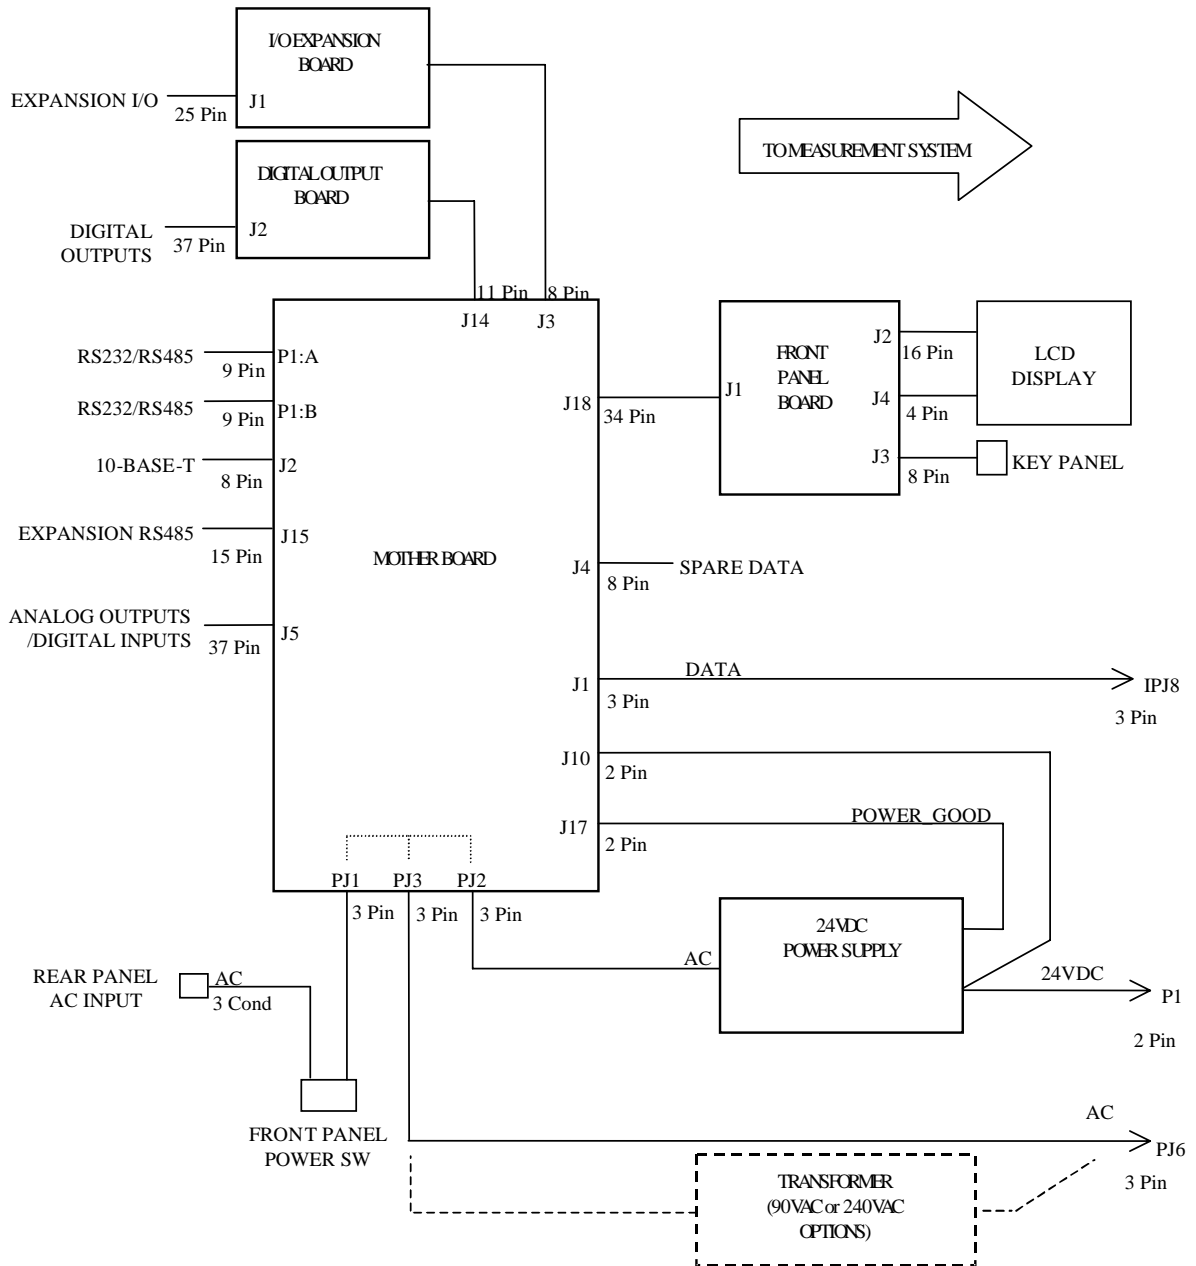 I/O EXPANSION
BOARD
EXPANSION I/O
J1
25 Pin
TO MEASUREMENT SYSTEM
DIGITAL OUTPUT
BOARD
DIGITAL
OUTPUTS
J2
37 Pin
11 Pin
8 Pin
J14
J3
RS232/RS485
P1:A
9 Pin
RS232/RS485
P1:B
9 Pin
10-BASE-T
J2
8 Pin
EXPANSION RS485
J15
15 Pin
ANALOG OUTPUTS
/DIGITAL INPUTS
J5
37 Pin
MOTHER BOARD
J18
34 Pin
J1
FRONT
PANEL
BOARD
J2
16 Pin
J4
4 Pin
J3
8 Pin
LCD
DISPLAY
KEY PANEL
J4
8 Pin
SPARE DATA
J1
3 Pin
DATA
IPJ8
3 Pin
J10
2 Pin
J17
2 Pin
POWER_GOOD
PJ1
PJ3
PJ2
3 Pin
3 Pin
3 Pin
24VDC
POWER SUPPLY
AC
24VDC
P1
2 Pin
REAR PANEL
AC INPUT
AC
3 Cond
FRONT PANEL
POWER SW
AC
PJ6
3 Pin
TRANSFORMER
(90VAC or 240VAC
OPTIONS)